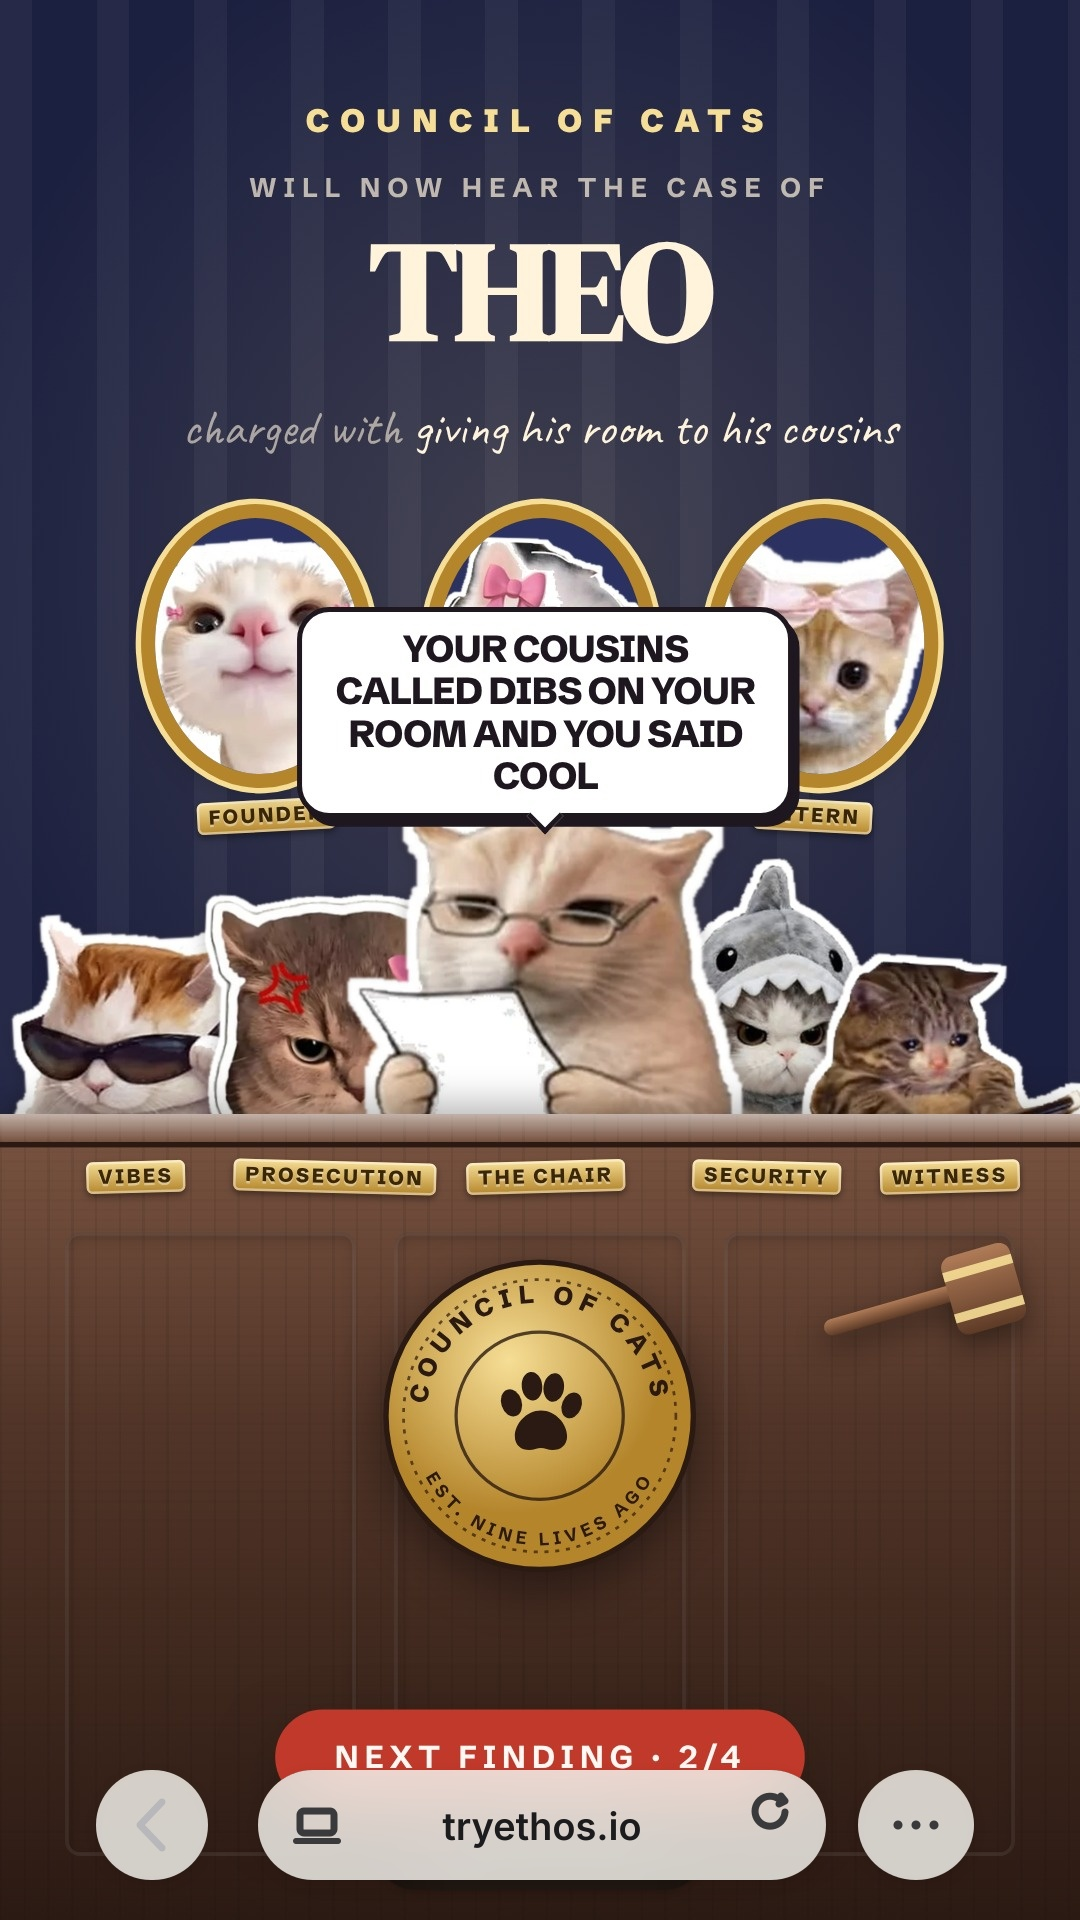 COUNCIL OF CATS
WILL NOW HEAR THE CASE OF
THEO
charged with giving his room to his cousins
YOUR COUSINS
CALLED DIBS ON YOUR
ROOM AND YOU SAID
COOL
VIBES
PROSECUTION
THE CHAIR
SECURITY
WITNESS
COUNCIL OF CATS
EST. NINE LIVES AGO
NEXT FINDING · 2/4
tryethos.io